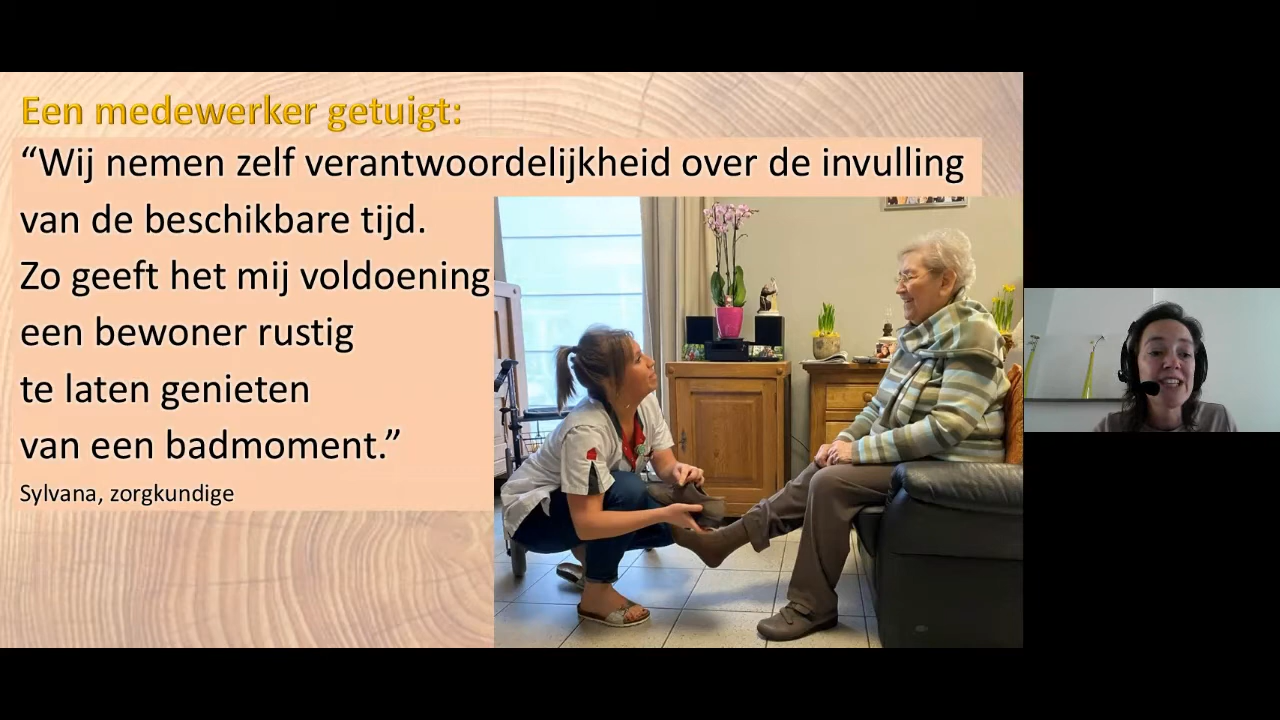 Een medewerker getuigt:
“Wij nemen zelf verantwoordelijkheid over de invulling
van de beschikbare tijd.
Zo geeft het mij voldoening
een bewoner rustig
te laten genieten
van een badmoment.”
Sylvana, zorgkundige